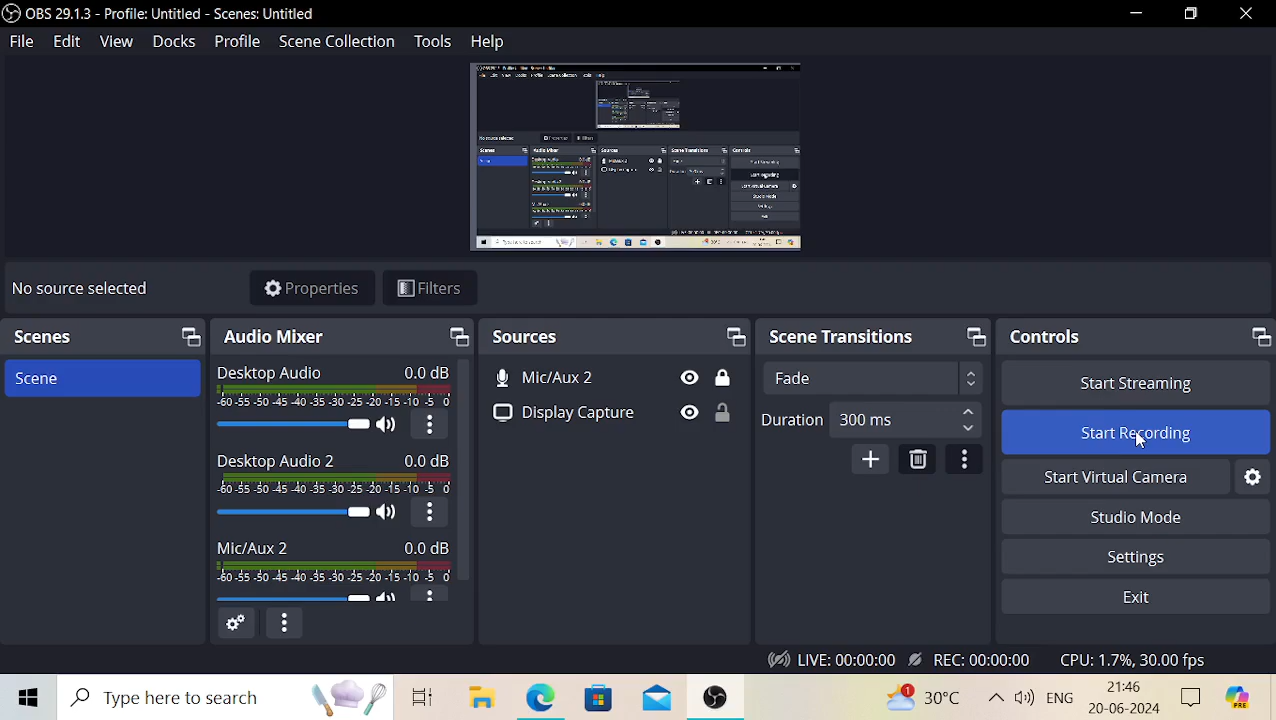 OBS 29.1.3 - Profile: Untitled - Scenes: Untitled
File Edit View Docks Profile Scene Collection Tools Help
No source selected
Properties
Filters
Scenes
Scene
Audio Mixer
Desktop Audio 0.0 dB
-60 -55 -50 -45 -40 -35 -30 -25 -20 -15 -10 -5 0
Desktop Audio 2 0.0 dB
-60 -55 -50 -45 -40 -35 -30 -25 -20 -15 -10 -5 0
Mic/Aux 2 0.0 dB
-60 -55 -50 -45 -40 -35 -30 -25 -20 -15 -10 -5 0
Sources
Mic/Aux 2
Display Capture
Scene Transitions
Fade
Duration 300 ms
Controls
Start Streaming
Start Recording
Start Virtual Camera
Studio Mode
Settings
Exit
LIVE: 00:00:00 REC: 00:00:00 CPU: 1.7%, 30.00 fps
Type here to search
1
30°C
ENG
21:46
20-06-2024
PRE